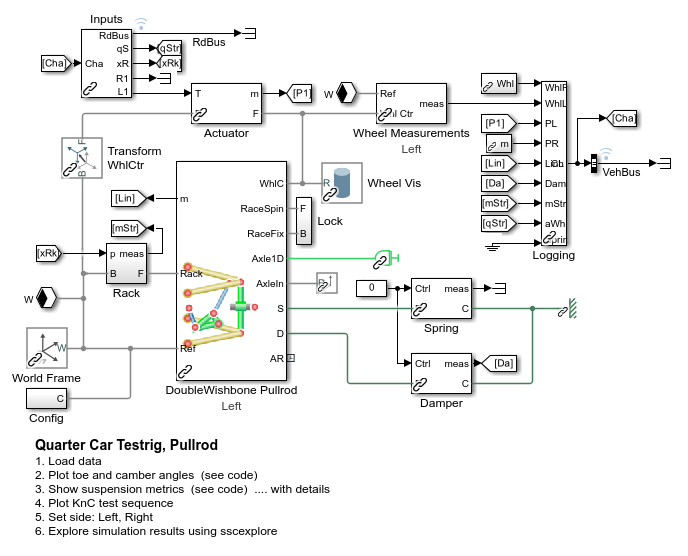 Inputs
RdBus
qS
xR
R1
L1
Cha
[Cha]
[qStr]
[xRk]
RdBus
T
m
F
Actuator
[P1]
W
Ref
meas
Whl Ctr
Wheel Measurements
Left
Whl
[P1]
m
[Lin]
[Da]
[mStr]
[qStr]
WhlF
WhlL
PL
PR
Lin
Dam
mStr
aWh
Logging
[Cha]
VehBus
F
B
Transform
WhlCtr
[Lin]
[mStr]
[xRk]
p meas
B
F
Rack
W
W
World Frame
C
Config
m
Rack
Ref
WhlC
RaceSpin
RaceFix
Axle1D
AxleIn
S
D
AR
DoubleWishbone Pullrod
Left
R
Wheel Vis
F
B
Lock
0
Ctrl
meas
C
Spring
Ctrl
meas
C
Damper
[Da]
Quarter Car Testrig, Pullrod
1. Load data
2. Plot toe and camber angles (see code)
3. Show suspension metrics (see code) .... with details
4. Plot KnC test sequence
5. Set side: Left, Right
6. Explore simulation results using sscexplore